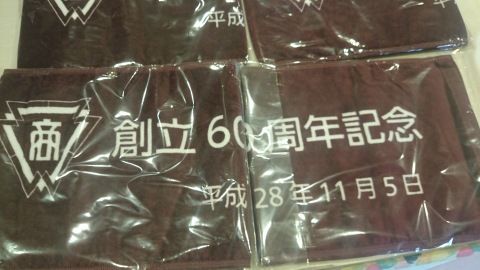 平成
商 創立60周年記念
平成28年11月5日